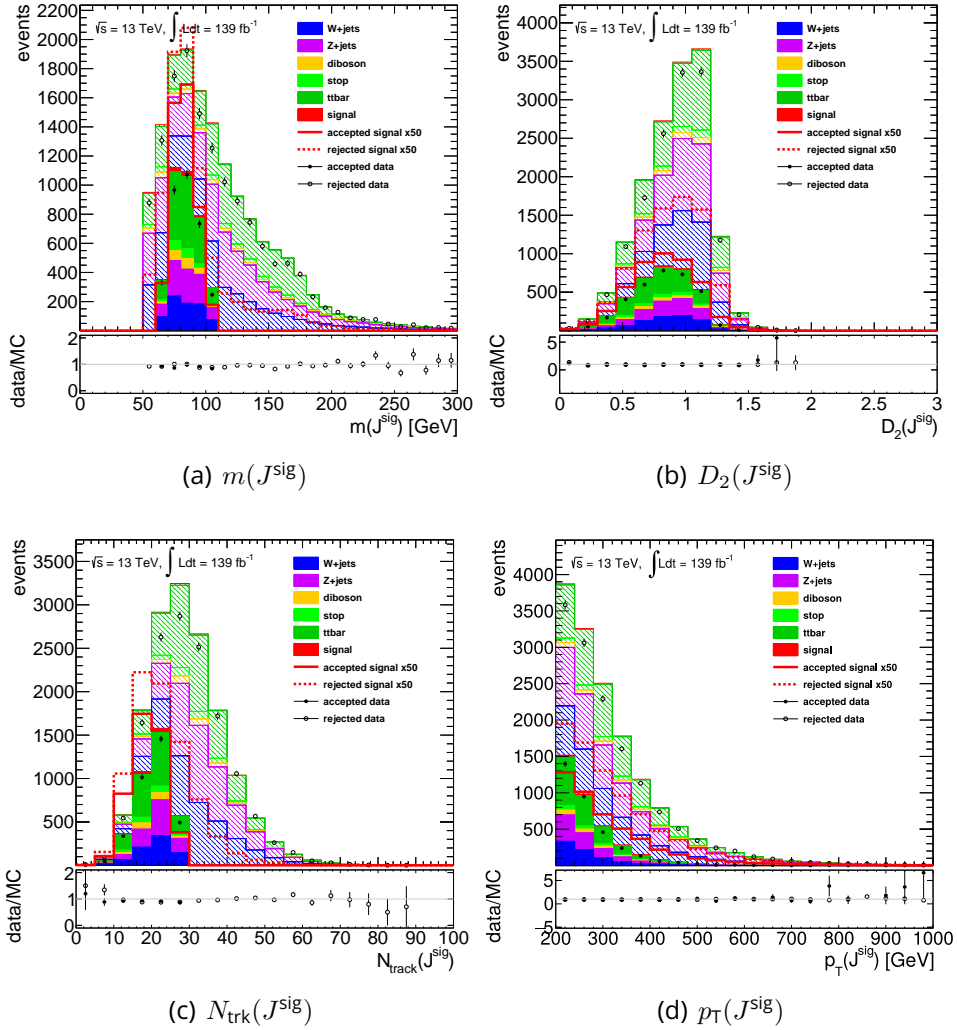 √s = 13 TeV, ∫ Ldt = 139 fb⁻¹
events
2200
2000
1800
1600
1400
1200
1000
800
600
400
200
W+jets
Z+jets
diboson
stop
ttbar
signal
accepted signal x50
rejected signal x50
accepted data
rejected data
data/MC
2
1
0
0 50 100 150 200 250 300
m(J^sig) [GeV]
(a) m(J^sig)
√s = 13 TeV, ∫ Ldt = 139 fb⁻¹
events
4000
3500
3000
2500
2000
1500
1000
500
W+jets
Z+jets
diboson
stop
ttbar
signal
accepted signal x50
rejected signal x50
accepted data
rejected data
data/MC
5
0
0 0.5 1 1.5 2 2.5 3
D₂(J^sig)
(b) D₂(J^sig)
√s = 13 TeV, ∫ Ldt = 139 fb⁻¹
events
3500
3000
2500
2000
1500
1000
500
W+jets
Z+jets
diboson
stop
ttbar
signal
accepted signal x50
rejected signal x50
accepted data
rejected data
data/MC
2
1
0
0 10 20 30 40 50 60 70 80 90 100
N_track(J^sig)
(c) N_trk(J^sig)
√s = 13 TeV, ∫ Ldt = 139 fb⁻¹
events
4000
3500
3000
2500
2000
1500
1000
500
W+jets
Z+jets
diboson
stop
ttbar
signal
accepted signal x50
rejected signal x50
accepted data
rejected data
data/MC
5
0
−5
200 300 400 500 600 700 800 900 1000
p_T(J^sig) [GeV]
(d) p_T(J^sig)